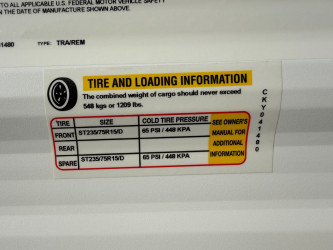 TO ALL APPLICABLE U.S. FEDERAL MOTOR VEHICLE SAFETY
ON THE DATE OF MANUFACTURE SHOWN ABOVE.
1480 TYPE: TRA/REM
TIRE AND LOADING INFORMATION
The combined weight of cargo should never exceed
548 kgs or 1209 lbs.
TIRE SIZE COLD TIRE PRESSURE SEE OWNER'S
FRONT ST235/75R15/D 65 PSI / 448 KPA MANUAL FOR
REAR ADDITIONAL
SPARE ST235/75R15/D 65 PSI / 448 KPA INFORMATION
CKY041480